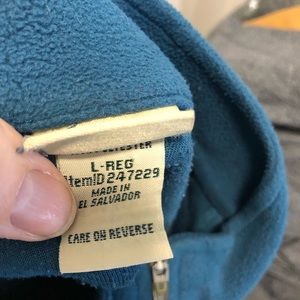 L-REG
ItemID 247229
MADE IN
EL SALVADOR
CARE ON REVERSE